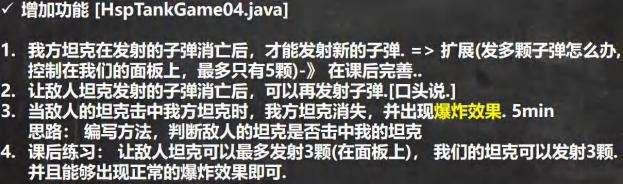 ✓ 增加功能 [HspTankGame04.java]
1. 我方坦克在发射的子弹消亡后，才能发射新的子弹. => 扩展(发多颗子弹怎么办,
控制在我们的面板上，最多只有5颗)-》 在课后完善..
2. 让敌人坦克发射的子弹消亡后，可以再发射子弹.[口头说.]
3. 当敌人的坦克击中我方坦克时，我方坦克消失，并出现爆炸效果. 5min
思路： 编写方法，判断敌人的坦克是否击中我的坦克
4. 课后练习： 让敌人坦克可以最多发射3颗(在面板上)， 我们的坦克可以发射3颗.
并且能够出现正常的爆炸效果即可.